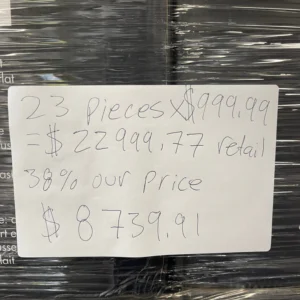 23 Pieces x $999.99
= $22999.77 retail
38% our Price
$8739.91